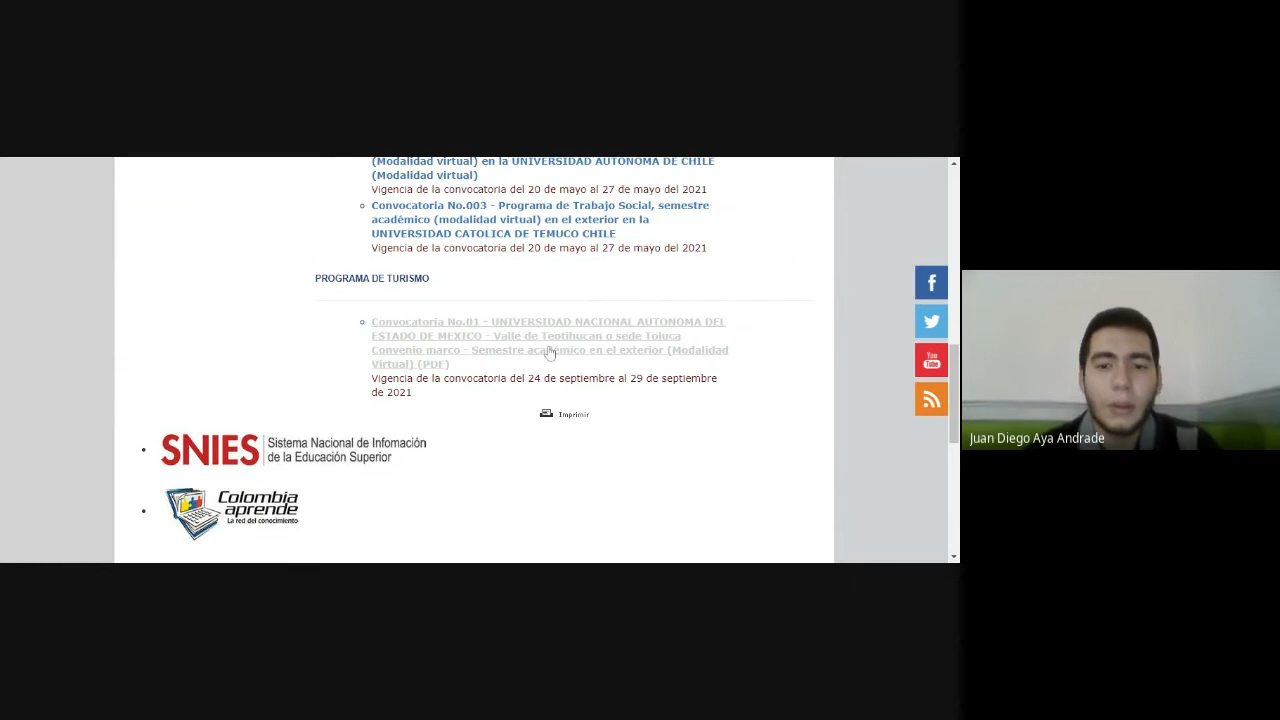 (Modalidad virtual) en la UNIVERSIDAD AUTONOMA DE CHILE
(Modalidad virtual)
Vigencia de la convocatoria del 20 de mayo al 27 de mayo del 2021
Convocatoria No.003 - Programa de Trabajo Social, semestre
académico (modalidad virtual) en el exterior en la
UNIVERSIDAD CATOLICA DE TEMUCO CHILE
Vigencia de la convocatoria del 20 de mayo al 27 de mayo del 2021
PROGRAMA DE TURISMO
Convocatoria No.01 - UNIVERSIDAD NACIONAL AUTONOMA DEL
ESTADO DE MEXICO - Valle de Teotihucan o sede Toluca
Convenio marco - Semestre académico en el exterior (Modalidad
Virtual) (PDF)
Vigencia de la convocatoria del 24 de septiembre al 29 de septiembre
de 2021
Imprimir
SNIES Sistema Nacional de Infomación
de la Educación Superior
Colombia
aprende
La red del conocimiento
f
You
Tube
Juan Diego Aya Andrade